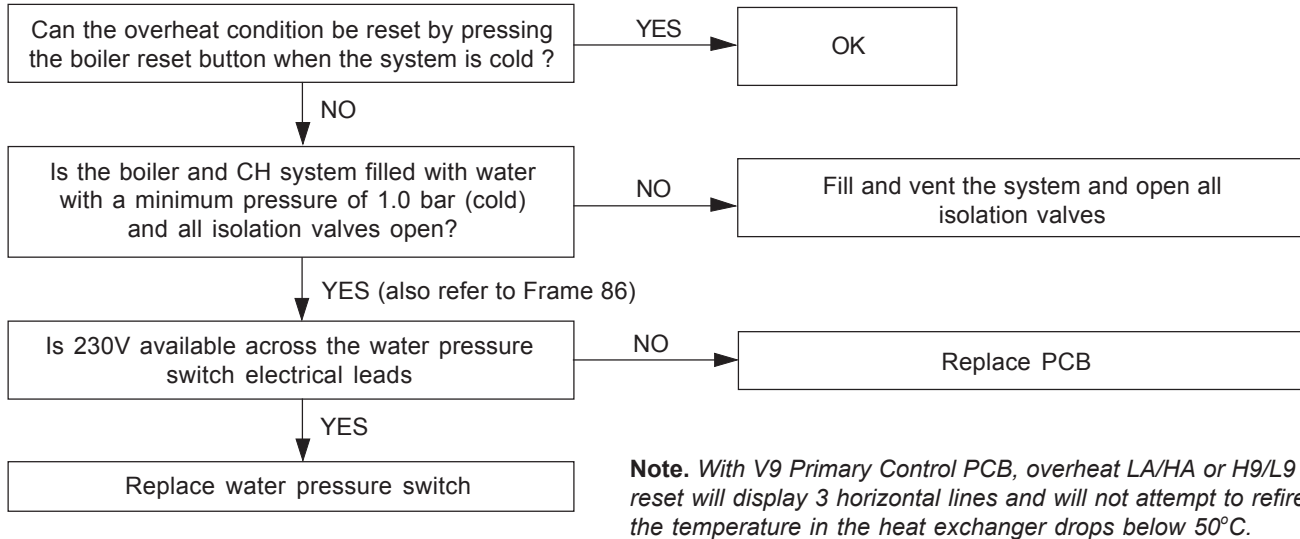 Can the overheat condition be reset by pressing
the boiler reset button when the system is cold ?
YES
OK
NO
Is the boiler and CH system filled with water
with a minimum pressure of 1.0 bar (cold)
and all isolation valves open?
NO
Fill and vent the system and open all
isolation valves
YES (also refer to Frame 86)
Is 230V available across the water pressure
switch electrical leads
NO
Replace PCB
YES
Replace water pressure switch
Note. With V9 Primary Control PCB, overheat LA/HA or H9/L9
reset will display 3 horizontal lines and will not attempt to refire
the temperature in the heat exchanger drops below 50°C.